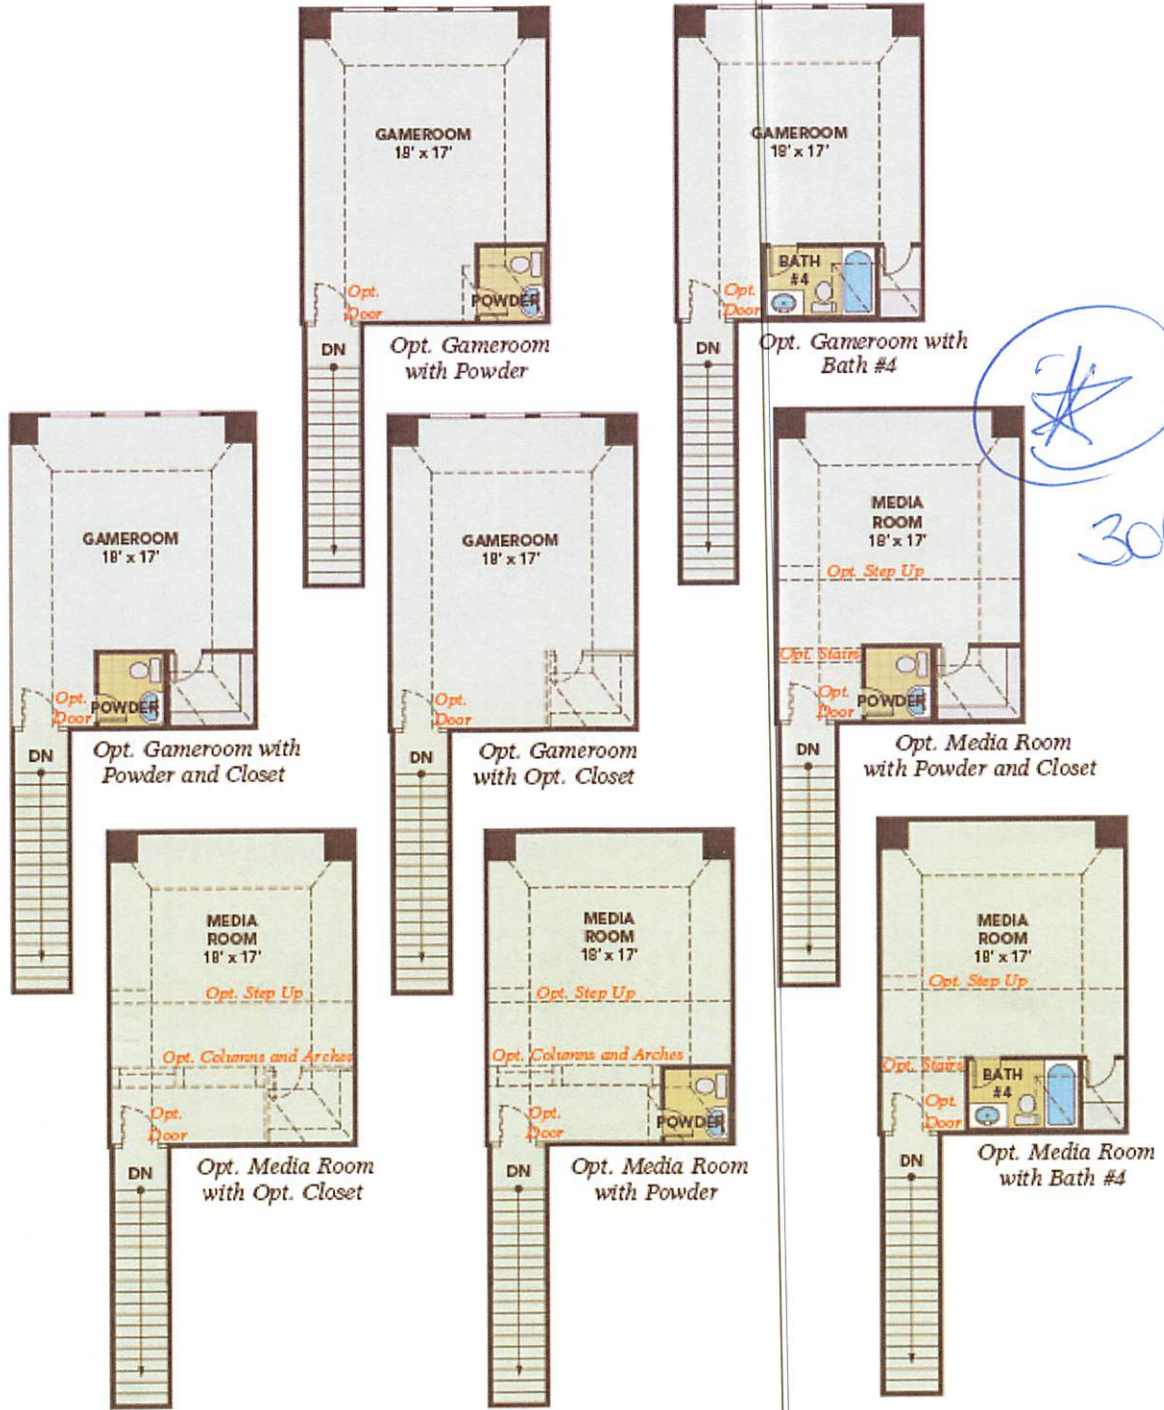 GAMEROOM
18' x 17'
POWDER
Opt.
Door
DN
Opt. Gameroom
with Powder
GAMEROOM
18' x 17'
BATH
#4
Opt.
Door
DN
Opt. Gameroom with
Bath #4
GAMEROOM
18' x 17'
Opt.
Door
POWDER
DN
Opt. Gameroom with
Powder and Closet
GAMEROOM
18' x 17'
Opt.
Door
DN
Opt. Gameroom
with Opt. Closet
MEDIA
ROOM
18' x 17'
Opt. Step Up
Opt. Stairs
Opt.
Door
POWDER
DN
Opt. Media Room
with Powder and Closet
MEDIA
ROOM
18' x 17'
Opt. Step Up
Opt. Columns and Arches
Opt.
Door
DN
Opt. Media Room
with Opt. Closet
MEDIA
ROOM
18' x 17'
Opt. Step Up
Opt. Columns and Arches
Opt.
Door
POWDER
DN
Opt. Media Room
with Powder
MEDIA
ROOM
18' x 17'
Opt. Step Up
Opt. Stairs
BATH
#4
Opt.
Door
DN
Opt. Media Room
with Bath #4